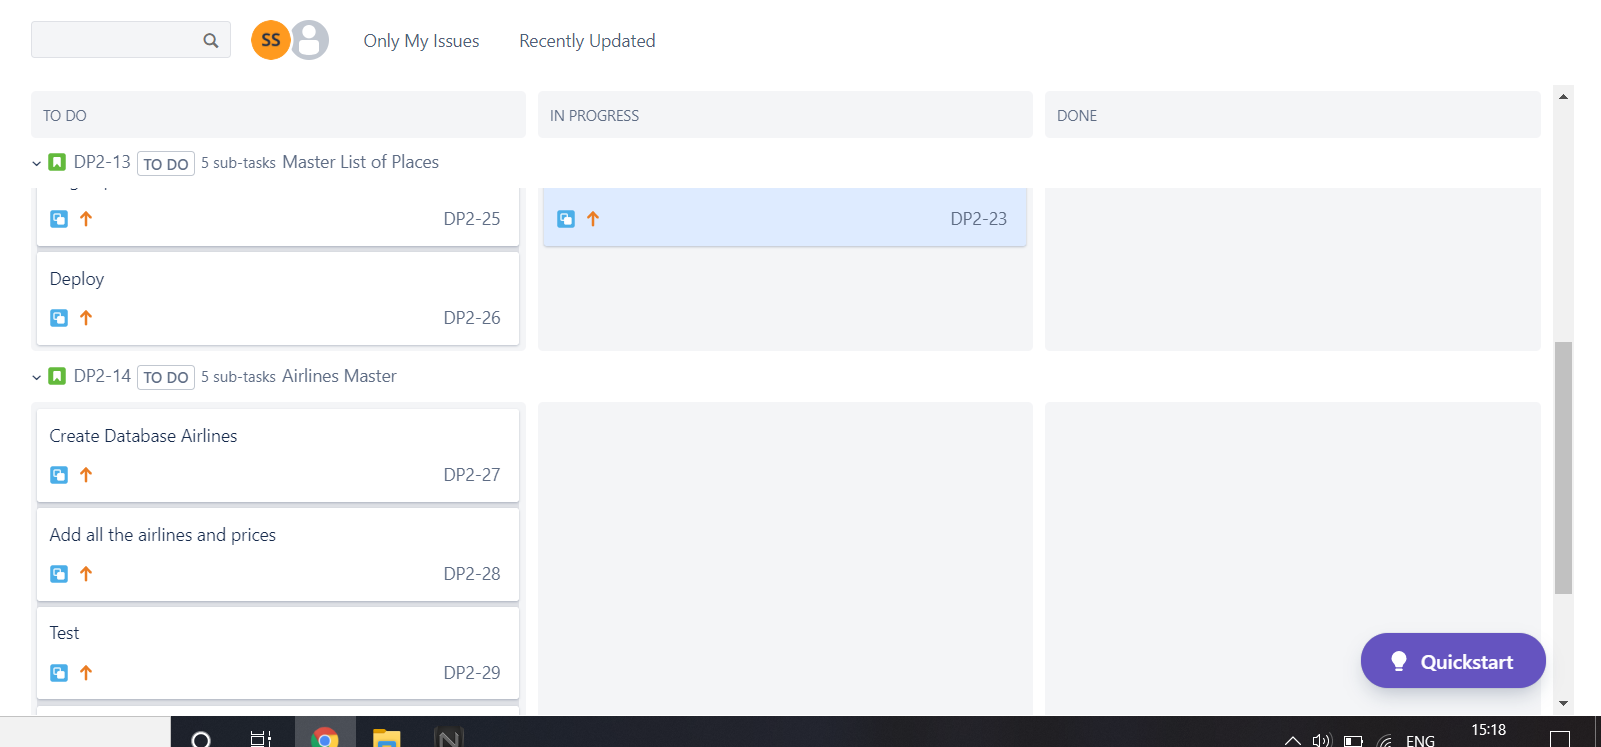 SS
Only My Issues
Recently Updated
TO DO
IN PROGRESS
DONE
DP2-13 TO DO 5 sub-tasks Master List of Places
DP2-25
DP2-23
Deploy
DP2-26
DP2-14 TO DO 5 sub-tasks Airlines Master
Create Database Airlines
DP2-27
Add all the airlines and prices
DP2-28
Test
DP2-29
Quickstart
15:18
ENG